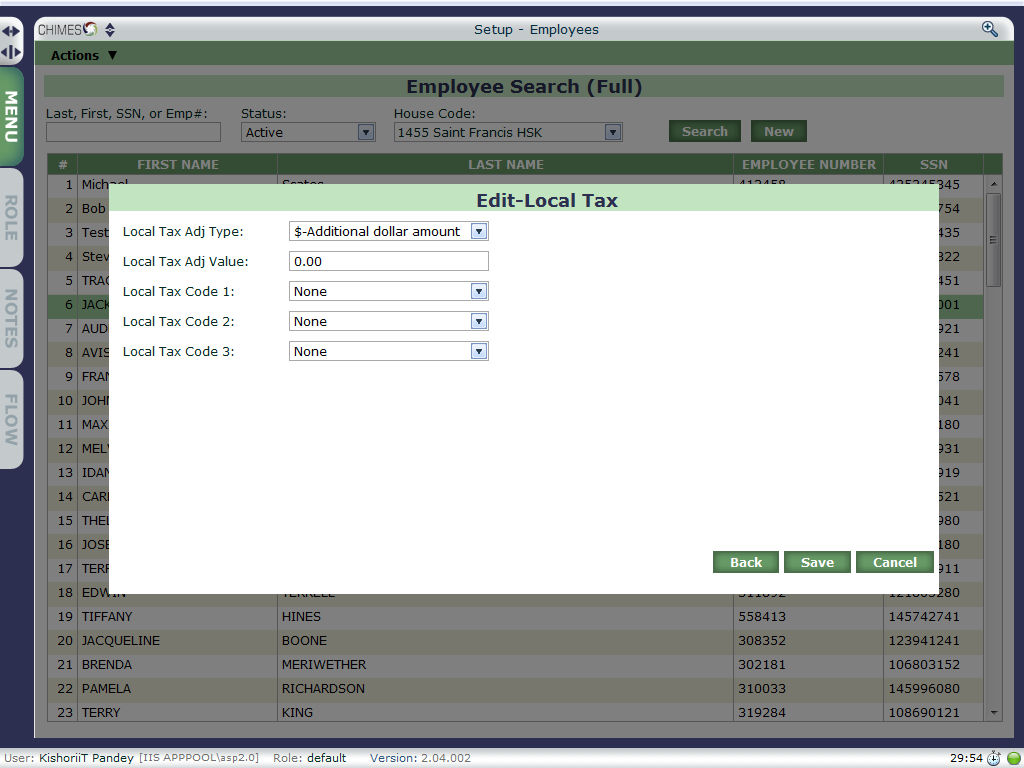 CHIMES
Setup - Employees
Actions ▼
MENU
ROLE
NOTES
FLOW
Employee Search (Full)
Last, First, SSN, or Emp#:
Status:
House Code:
Active
1455 Saint Francis HSK
Search
New
# FIRST NAME LAST NAME EMPLOYEE NUMBER SSN
1 Michael
2 Bob 754
3 Test 435
4 Stev 322
5 TRAC 451
6 JACK 001
7 AUD 921
8 AVIS 241
9 FRAN 578
10 JOHN 041
11 MAX 180
12 MEL 931
13 IDAN 919
14 CAR 521
15 THE 980
16 JOSE 180
17 TERR 911
18 EDWIN TERRELL
19 TIFFANY HINES 558413 145742741
20 JACQUELINE BOONE 308352 123941241
21 BRENDA MERIWETHER 302181 106803152
22 PAMELA RICHARDSON 310033 145996080
23 TERRY KING 319284 108690121
Edit-Local Tax
Local Tax Adj Type: $-Additional dollar amount
Local Tax Adj Value: 0.00
Local Tax Code 1: None
Local Tax Code 2: None
Local Tax Code 3: None
Back
Save
Cancel
User: KishoriiT Pandey [IIS APPPOOL\asp2.0] Role: default Version: 2.04.002 29:54